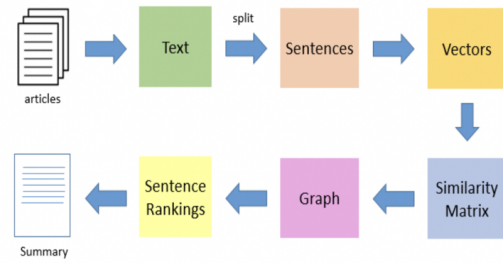 split
Text
Sentences
Vectors
articles
Sentence
Rankings
Graph
Similarity
Matrix
Summary